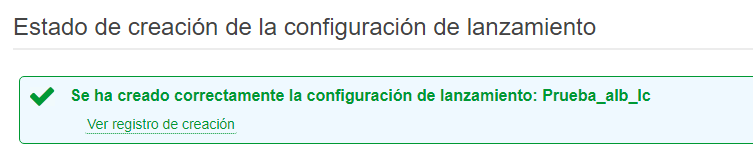 Estado de creación de la configuración de lanzamiento
Se ha creado correctamente la configuración de lanzamiento: Prueba_alb_lc
Ver registro de creación